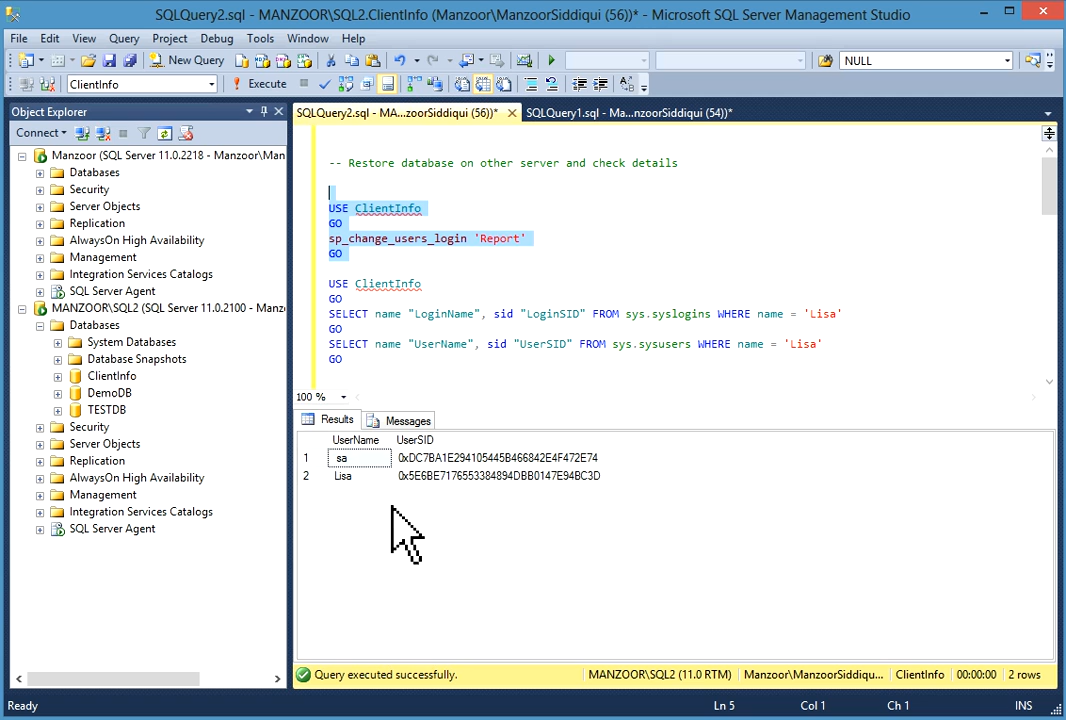 SQLQuery2.sql - MANZOOR\SQL2.ClientInfo (Manzoor\ManzoorSiddiqui (56))* - Microsoft SQL Server Management Studio
File Edit View Query Project Debug Tools Window Help
New Query NULL
ClientInfo Execute
Object Explorer
SQLQuery2.sql - MA...zoorSiddiqui (56))* SQLQuery1.sql - Ma...nzoorSiddiqui (54))*
Connect
Manzoor (SQL Server 11.0.2218 - Manzoor\Man
Databases
Security
Server Objects
Replication
AlwaysOn High Availability
Management
Integration Services Catalogs
SQL Server Agent
MANZOOR\SQL2 (SQL Server 11.0.2100 - Manz
Databases
System Databases
Database Snapshots
ClientInfo
DemoDB
TESTDB
Security
Server Objects
Replication
AlwaysOn High Availability
Management
Integration Services Catalogs
SQL Server Agent
-- Restore database on other server and check details
USE ClientInfo
GO
sp_change_users_login 'Report'
GO
USE ClientInfo
GO
SELECT name "LoginName", sid "LoginSID" FROM sys.syslogins WHERE name = 'Lisa'
GO
SELECT name "UserName", sid "UserSID" FROM sys.sysusers WHERE name = 'Lisa'
GO
100 %
Results Messages
UserName UserSID
1 sa 0xDC7BA1E294105445B466842E4F472E74
2 Lisa 0x5E6BE7176553384894DBB0147E94BC3D
Query executed successfully. MANZOOR\SQL2 (11.0 RTM) Manzoor\ManzoorSiddiqu... ClientInfo 00:00:00 2 rows
Ready Ln 5 Col 1 Ch 1 INS